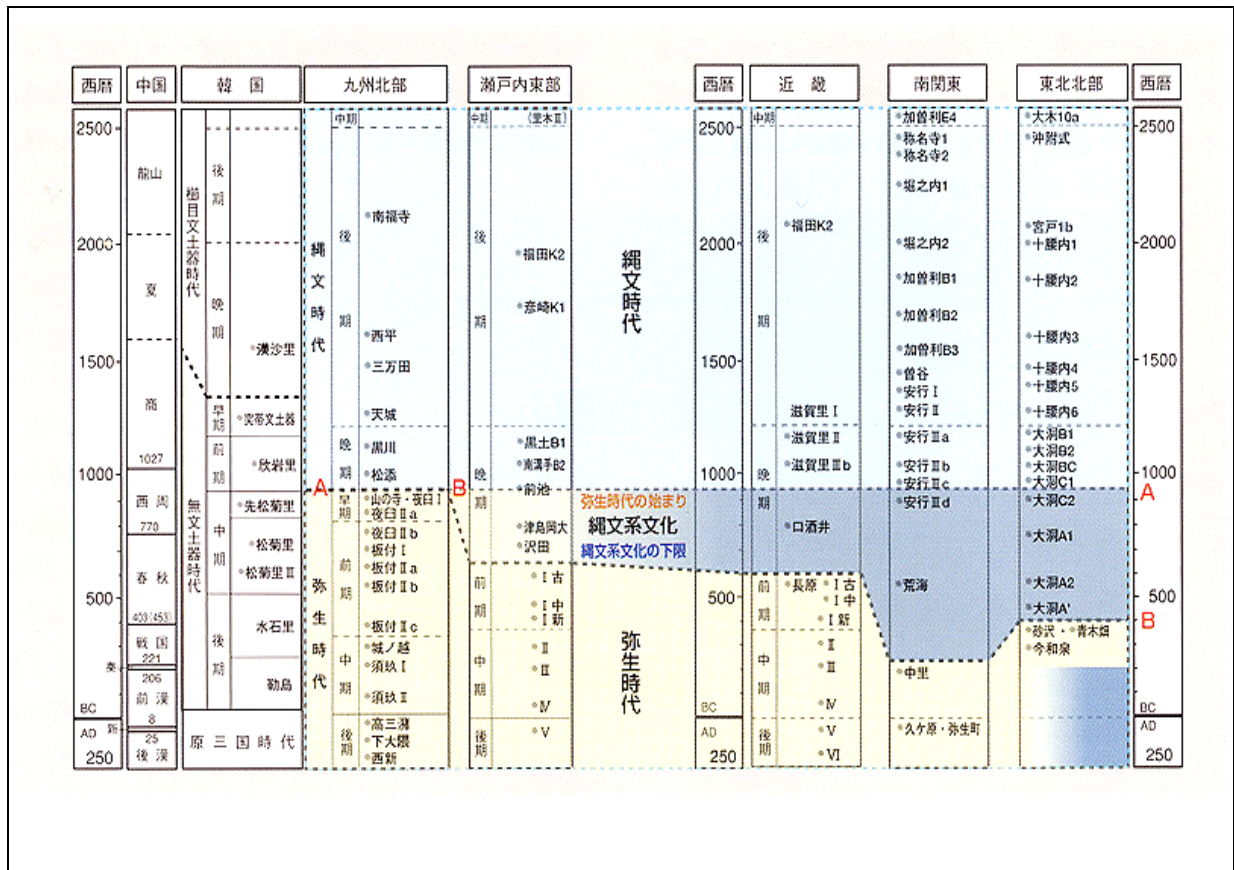 西暦
中国
韓国
九州北部
瀬戸内東部
西暦
近畿
南関東
東北北部
西暦
2500
2000
1500
1000
500
BC
AD
250
龍山
夏
商
1027
西周
770
春秋
403(453)
戦国
221
秦
206
前漢
8
新
25
後漢
櫛目文土器時代
後期
晩期
渼沙里
無文土器時代
早期
突帯文土器
前期
欣岩里
中期
先松菊里
松菊里
松菊里Ⅱ
後期
水石里
勒島
原三国時代
縄文時代
中期
後期
南福寺
西平
三万田
天城
晩期
黒川
松添
A
弥生時代
早期
山の寺・夜臼Ⅰ
夜臼Ⅱa
前期
夜臼Ⅱb
板付Ⅰ
板付Ⅱa
板付Ⅱb
板付Ⅱc
中期
城ノ越
須玖Ⅰ
須玖Ⅱ
後期
高三潴
下大隈
西新
B
中期
(里木Ⅱ)
後期
福田K2
彦崎K1
晩期
黒土B1
南溝手B2
前池
津島岡大
沢田
前期
Ⅰ古
Ⅰ中
Ⅰ新
中期
Ⅱ
Ⅲ
Ⅳ
後期
Ⅴ
縄文時代
弥生時代の始まり
縄文系文化
縄文系文化の下限
弥生時代
2500
2000
1500
1000
500
BC
AD
250
中期
後期
福田K2
滋賀里Ⅰ
晩期
滋賀里Ⅱ
滋賀里Ⅲb
口酒井
前期
長原
Ⅰ古
Ⅰ中
Ⅰ新
中期
Ⅱ
Ⅲ
Ⅳ
後期
Ⅴ
Ⅵ
加曽利E4
称名寺1
称名寺2
堀之内1
堀之内2
加曽利B1
加曽利B2
加曽利B3
曽谷
安行Ⅰ
安行Ⅱ
安行Ⅲa
安行Ⅲb
安行Ⅲc
安行Ⅲd
荒海
中里
久ケ原・弥生町
大木10a
沖附式
宮戸1b
十腰内1
十腰内2
十腰内3
十腰内4
十腰内5
十腰内6
大洞B1
大洞B2
大洞BC
大洞C1
大洞C2
大洞A1
大洞A2
大洞A'
砂沢・青木畑
今和泉
2500
2000
1500
1000
A
500
B
BC
AD
250